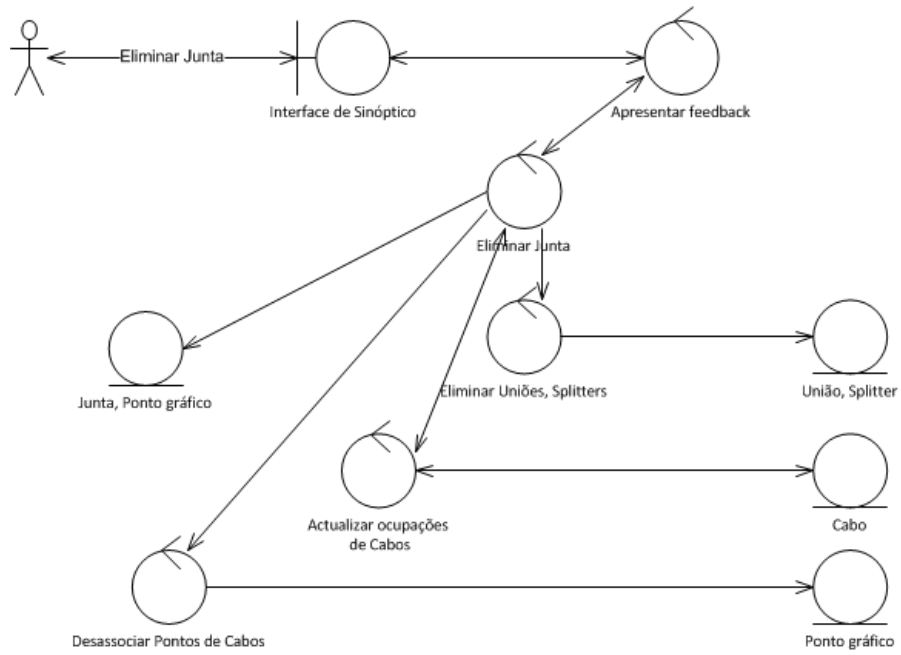 Eliminar Junta
Interface de Sinóptico
Apresentar feedback
Eliminar Junta
Junta, Ponto gráfico
Eliminar Uniões, Splitters
União, Splitter
Actualizar ocupações
de Cabos
Cabo
Desassociar Pontos de Cabos
Ponto gráfico